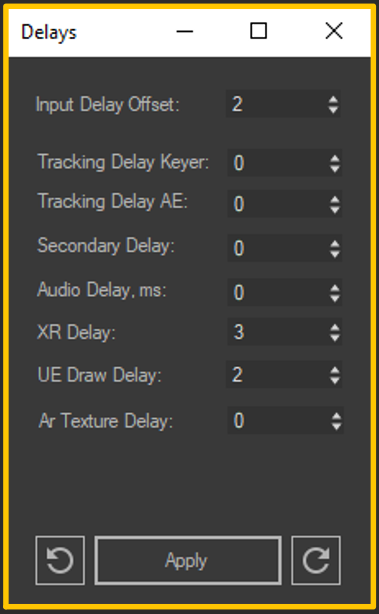 Delays
Input Delay Offset: 2
Tracking Delay Keyer: 0
Tracking Delay AE: 0
Secondary Delay: 0
Audio Delay, ms: 0
XR Delay: 3
UE Draw Delay: 2
Ar Texture Delay: 0
Apply